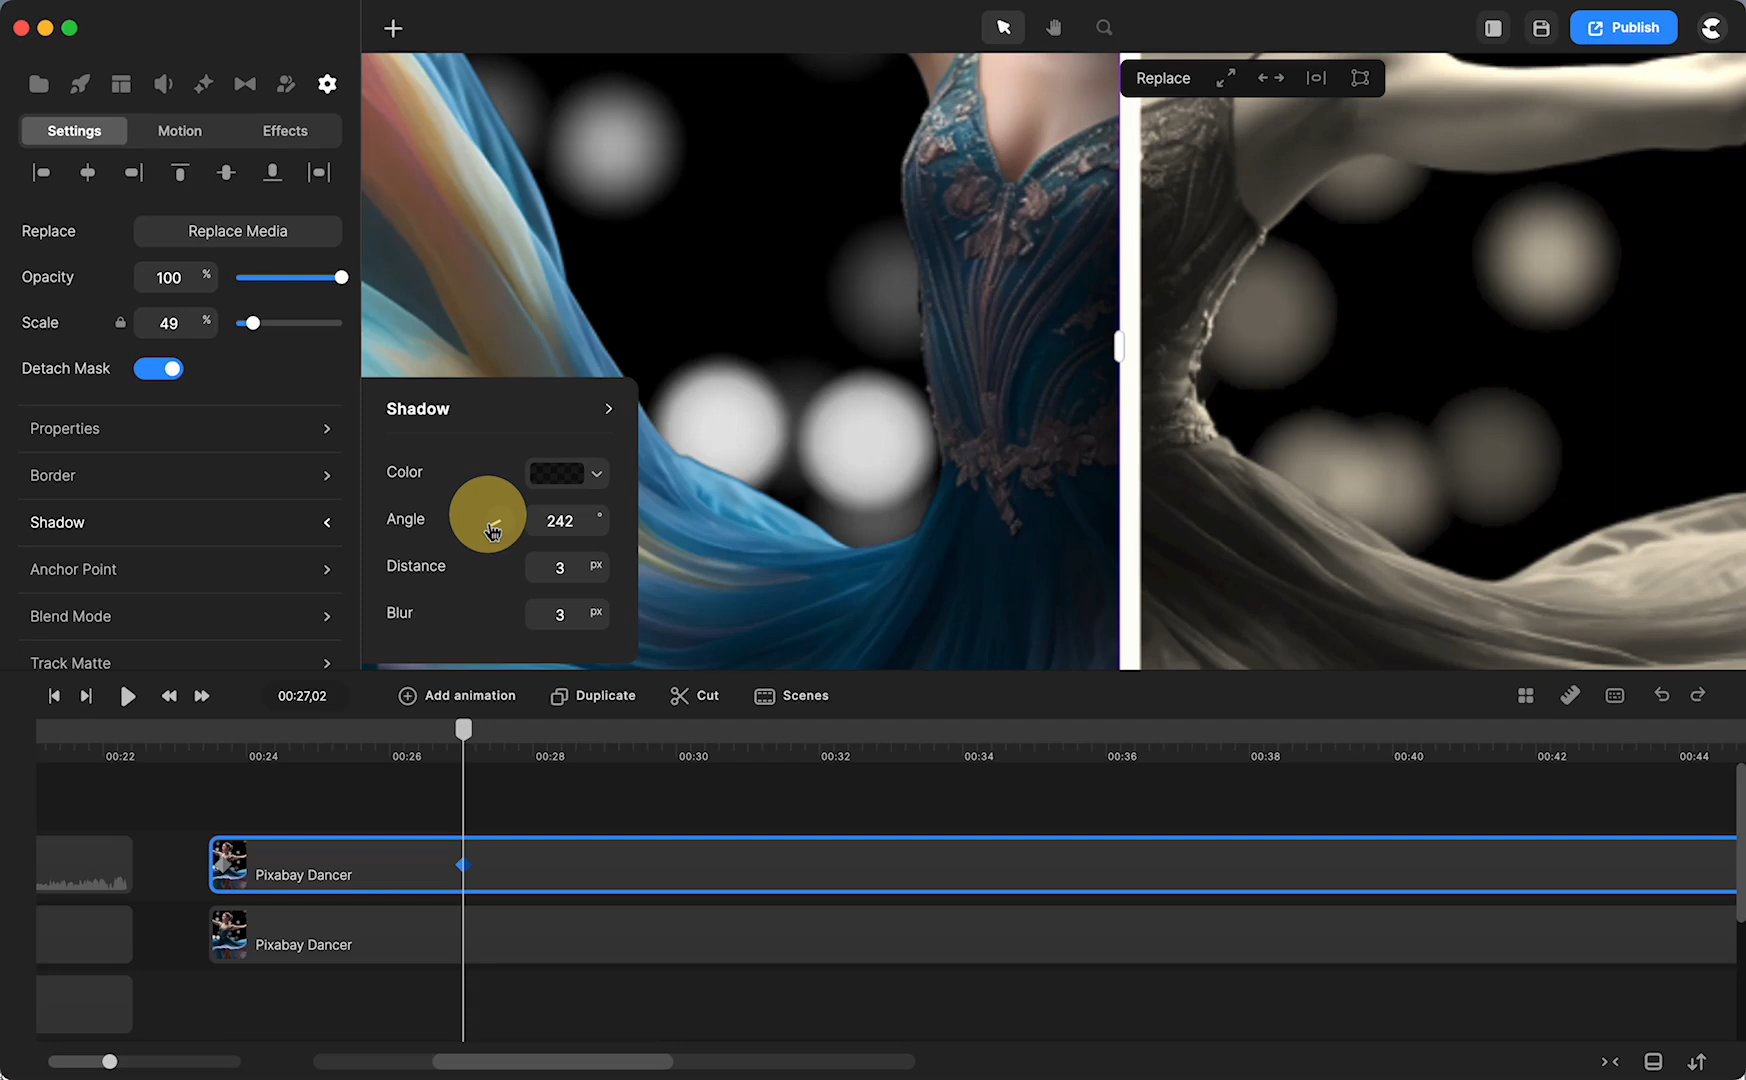 Publish
Settings
Motion
Effects
Replace
Replace
Replace Media
Opacity
100 %
Scale
49 %
Detach Mask
Properties
Border
Shadow
Anchor Point
Blend Mode
Track Matte
Shadow
Color
Angle
242 °
Distance
3 px
Blur
3 px
00:27,02
Add animation
Duplicate
Cut
Scenes
00:22
00:24
00:26
00:28
00:30
00:32
00:34
00:36
00:38
00:40
00:42
00:44
Pixabay Dancer
Pixabay Dancer